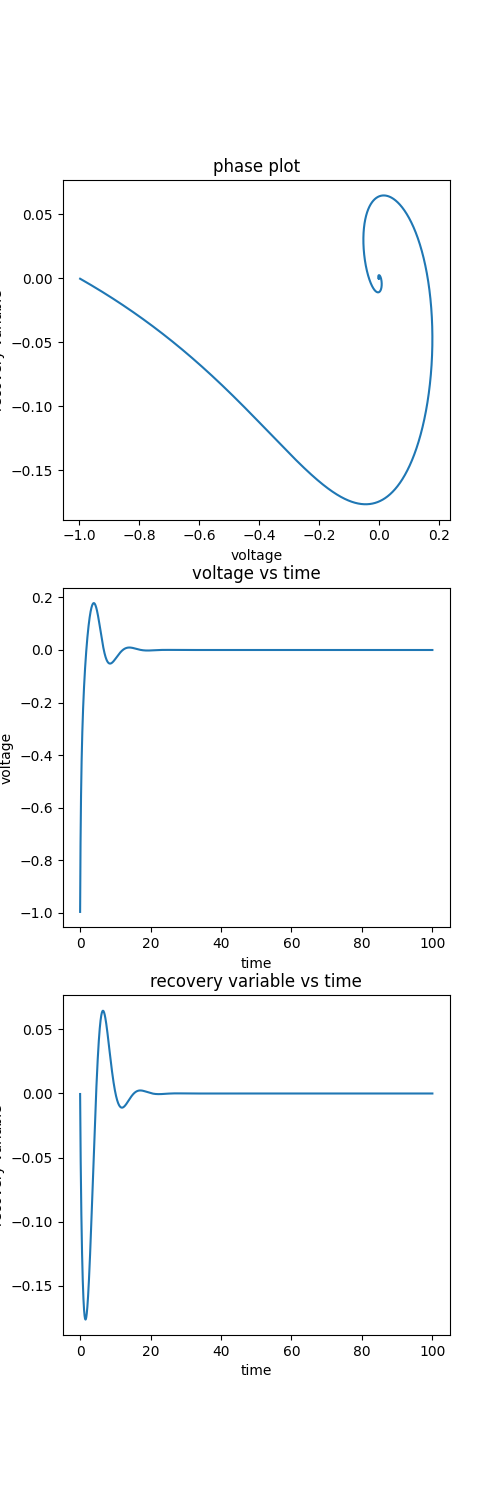 phase plot
0.05
0.00
−0.05
−0.10
−0.15
−1.0 −0.8 −0.6 −0.4 −0.2 0.0 0.2
voltage
voltage vs time
0.2
0.0
−0.2
−0.4
−0.6
−0.8
−1.0
voltage
0 20 40 60 80 100
time
recovery variable vs time
0.05
0.00
−0.05
−0.10
−0.15
0 20 40 60 80 100
time